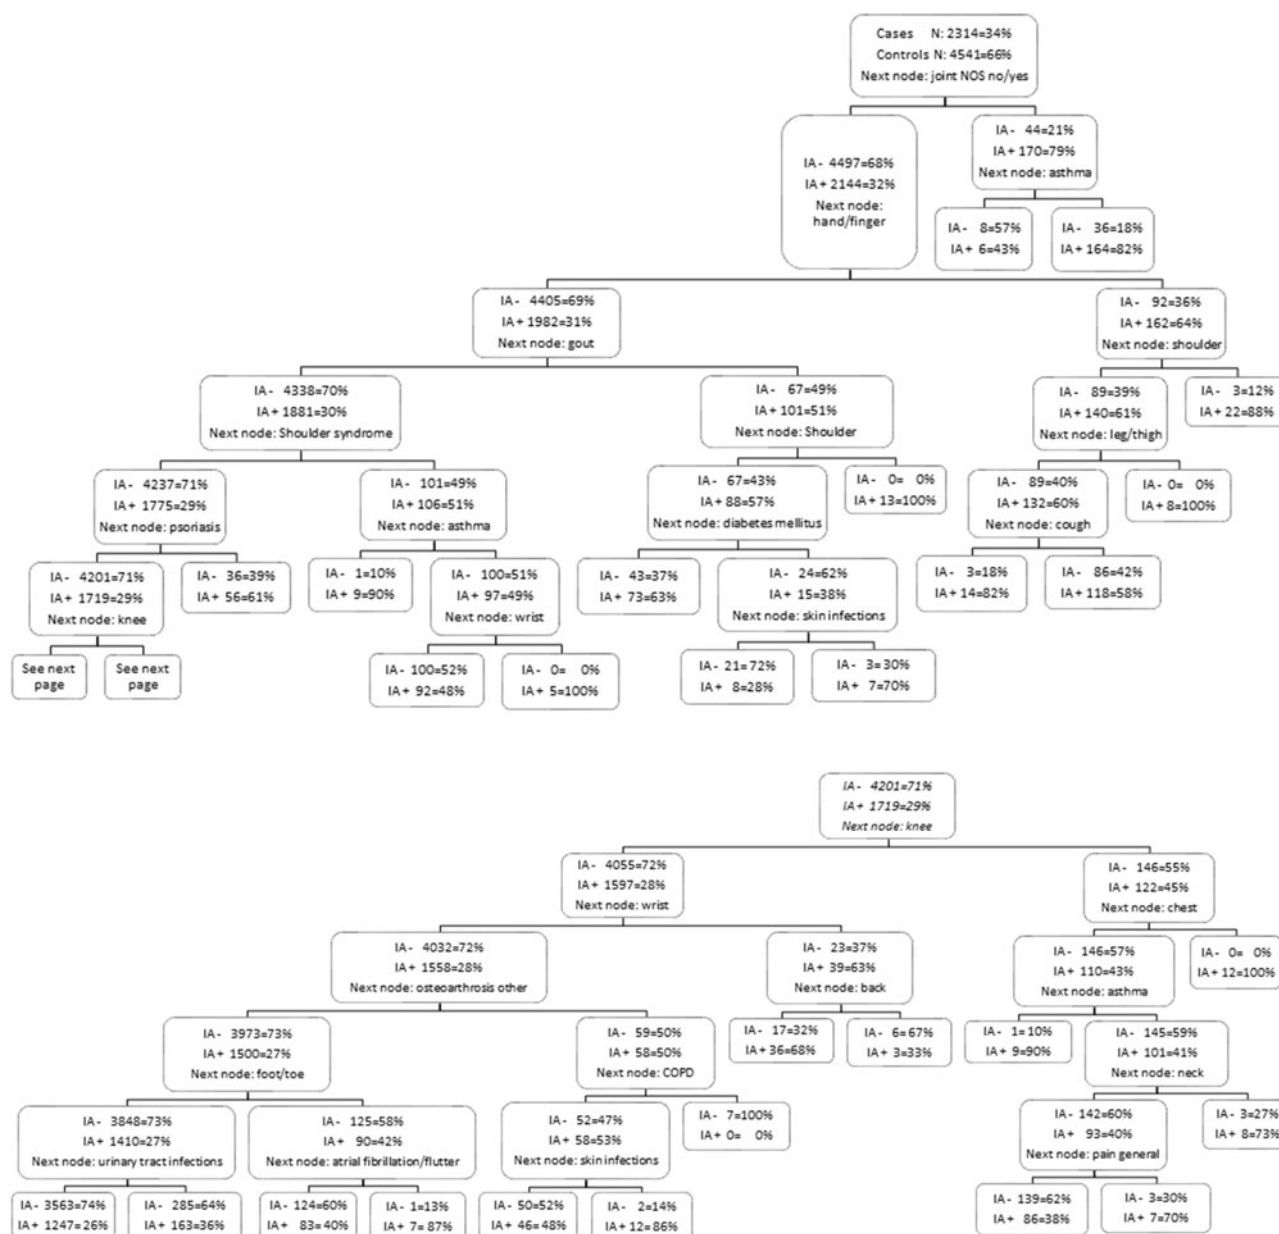 Cases N: 2314=34%
Controls N: 4541=66%
Next node: joint NOS no/yes
IA- 4497=68%
IA+ 2144=32%
Next node:
hand/finger
IA- 44=21%
IA+ 170=79%
Next node: asthma
IA- 8=57%
IA+ 6=43%
IA- 36=18%
IA+ 164=82%
IA- 4405=69%
IA+ 1982=31%
Next node: gout
IA- 92=36%
IA+ 162=64%
Next node: shoulder
IA- 4338=70%
IA+ 1881=30%
Next node: Shoulder syndrome
IA- 67=49%
IA+ 101=51%
Next node: Shoulder
IA- 89=39%
IA+ 140=61%
Next node: leg/thigh
IA- 3=12%
IA+ 22=88%
IA- 4237=71%
IA+ 1775=29%
Next node: psoriasis
IA- 101=49%
IA+ 106=51%
Next node: asthma
IA- 67=43%
IA+ 88=57%
Next node: diabetes mellitus
IA- 0= 0%
IA+ 13=100%
IA- 89=40%
IA+ 132=60%
Next node: cough
IA- 0= 0%
IA+ 8=100%
IA- 4201=71%
IA+ 1719=29%
Next node: knee
IA- 36=39%
IA+ 56=61%
IA- 1=10%
IA+ 9=90%
IA- 100=51%
IA+ 97=49%
Next node: wrist
IA- 43=37%
IA+ 73=63%
IA- 24=62%
IA+ 15=38%
Next node: skin infections
IA- 3=18%
IA+ 14=82%
IA- 86=42%
IA+ 118=58%
See next
page
See next
page
IA- 100=52%
IA+ 92=48%
IA- 0= 0%
IA+ 5=100%
IA- 21=72%
IA+ 8=28%
IA- 3=30%
IA+ 7=70%
IA- 4201=71%
IA+ 1719=29%
Next node: knee
IA- 4055=72%
IA+ 1597=28%
Next node: wrist
IA- 146=55%
IA+ 122=45%
Next node: chest
IA- 4032=72%
IA+ 1558=28%
Next node: osteoarthrosis other
IA- 23=37%
IA+ 39=63%
Next node: back
IA- 146=57%
IA+ 110=43%
Next node: asthma
IA- 0= 0%
IA+ 12=100%
IA- 3973=73%
IA+ 1500=27%
Next node: foot/toe
IA- 59=50%
IA+ 58=50%
Next node: COPD
IA- 17=32%
IA+ 36=68%
IA- 6=67%
IA+ 3=33%
IA- 1=10%
IA+ 9=90%
IA- 145=59%
IA+ 101=41%
Next node: neck
IA- 3848=73%
IA+ 1410=27%
Next node: urinary tract infections
IA- 125=58%
IA+ 90=42%
Next node: atrial fibrillation/flutter
IA- 52=47%
IA+ 58=53%
Next node: skin infections
IA- 7=100%
IA+ 0= 0%
IA- 142=60%
IA+ 93=40%
Next node: pain general
IA- 3=27%
IA+ 8=73%
IA- 3563=74%
IA+ 1247=26%
IA- 285=64%
IA+ 163=36%
IA- 124=60%
IA+ 83=40%
IA- 1=13%
IA+ 7=87%
IA- 50=52%
IA+ 46=48%
IA- 2=14%
IA+ 12=86%
IA- 139=62%
IA+ 86=38%
IA- 3=30%
IA+ 7=70%